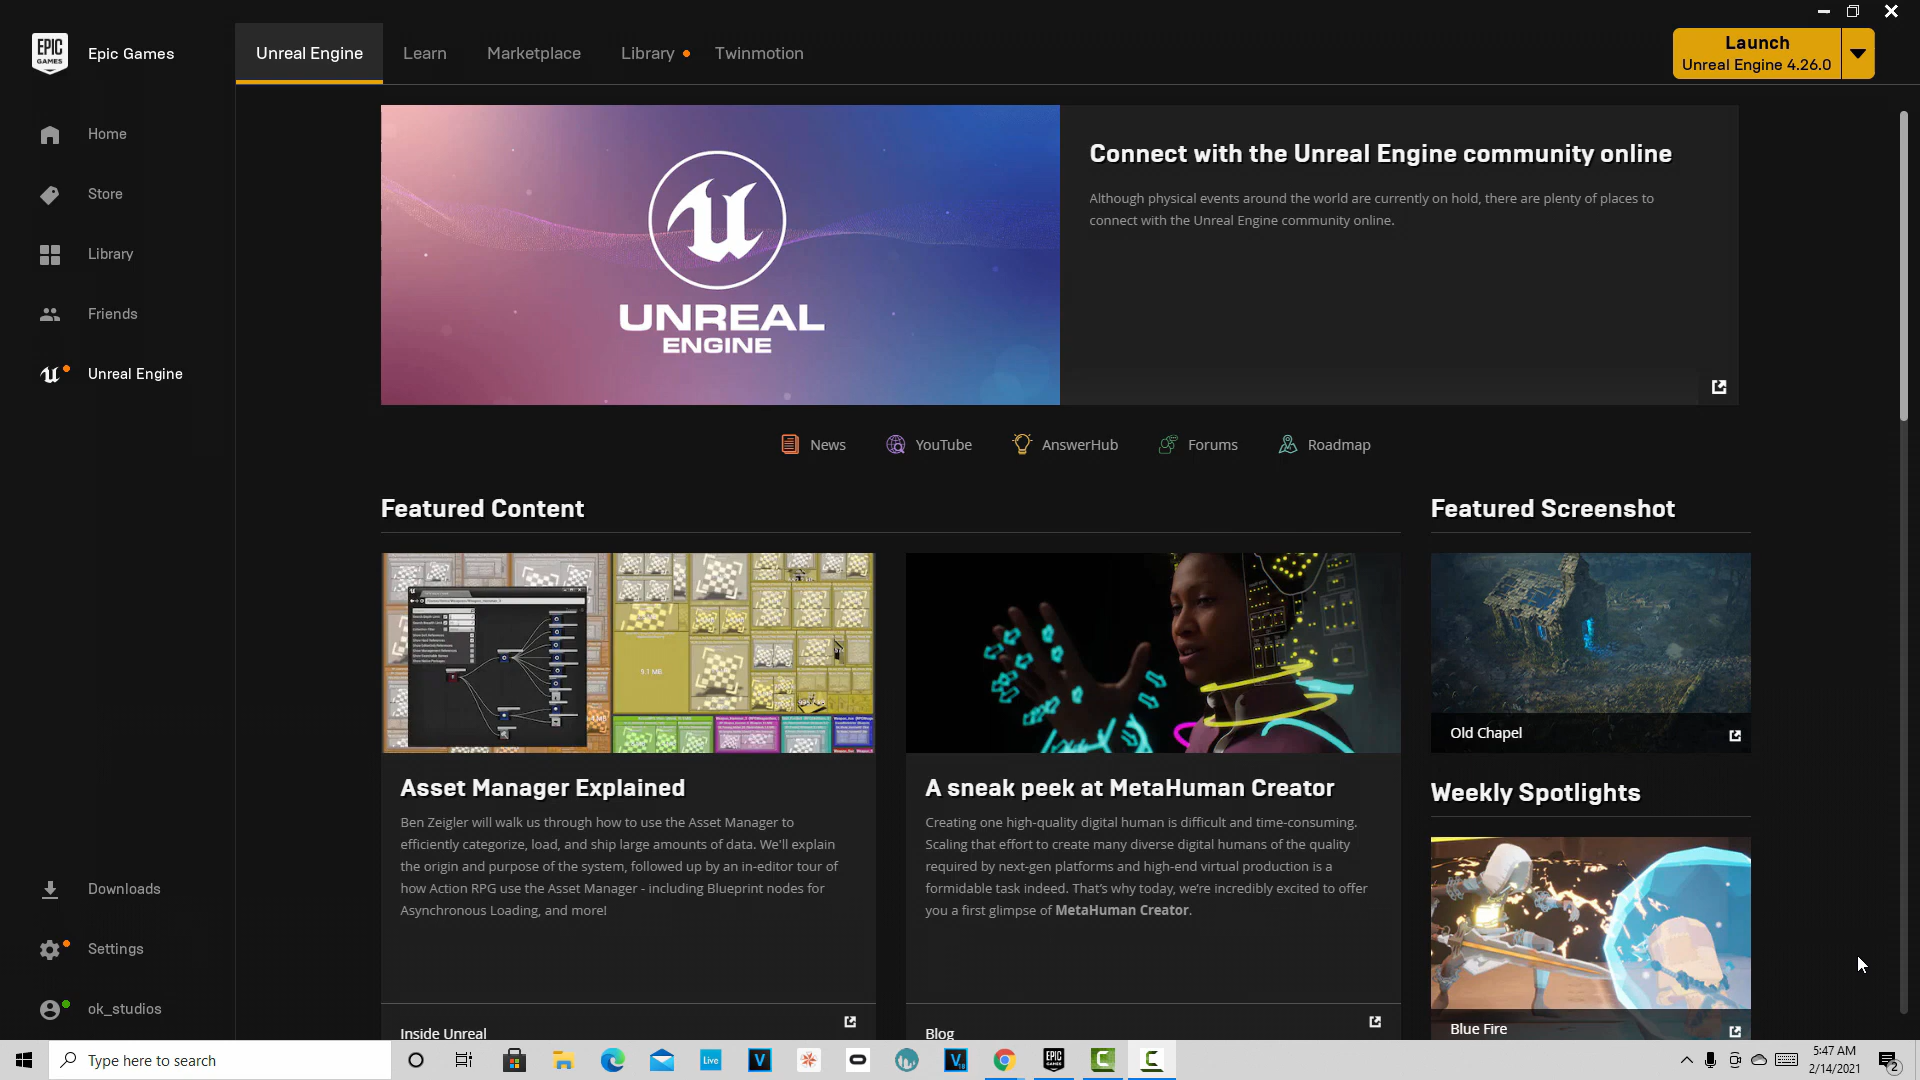 EPIC
GAMES
Epic Games
Unreal Engine
Learn
Marketplace
Library
Twinmotion
Launch
Unreal Engine 4.26.0
Home
Store
Library
Friends
Unreal Engine
Downloads
Settings
ok_studios
UNREAL
ENGINE
Connect with the Unreal Engine community online
Although physical events around the world are currently on hold, there are plenty of places to
connect with the Unreal Engine community online.
News
YouTube
AnswerHub
Forums
Roadmap
Featured Content
9.1 MB
Asset Manager Explained
Ben Zeigler will walk us through how to use the Asset Manager to
efficiently categorize, load, and ship large amounts of data. We'll explain
the origin and purpose of the system, followed up by an in-editor tour of
how Action RPG use the Asset Manager - including Blueprint nodes for
Asynchronous Loading, and more!
Inside Unreal
A sneak peek at MetaHuman Creator
Creating one high-quality digital human is difficult and time-consuming.
Scaling that effort to create many diverse digital humans of the quality
required by next-gen platforms and high-end virtual production is a
formidable task indeed. That's why today, we're incredibly excited to offer
you a first glimpse of MetaHuman Creator.
Blog
Featured Screenshot
Old Chapel
Weekly Spotlights
Blue Fire
Type here to search
Live
V
V
EPIC
GAMES
5:47 AM
2/14/2021
2